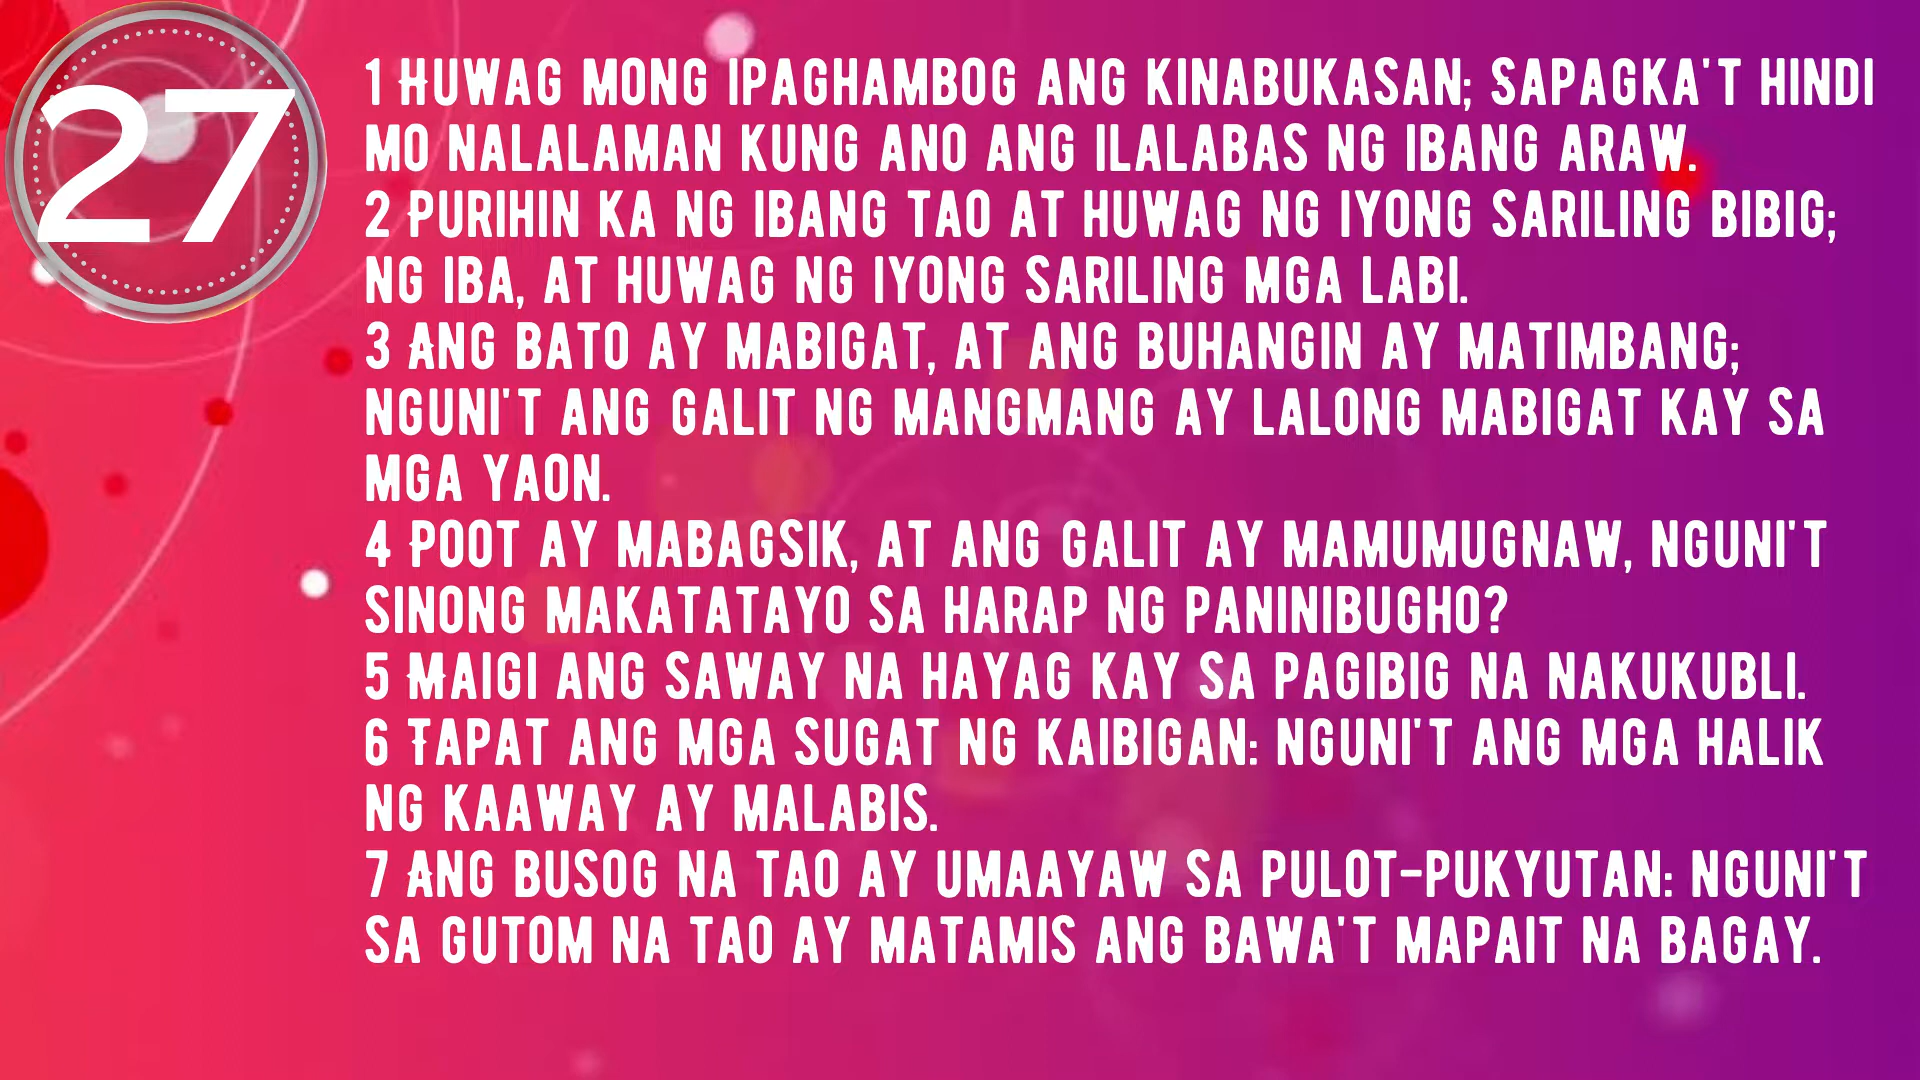 27
1 Huwag mong ipaghambog ang kinabukasan; sapagka't hindi
mo nalalaman kung ano ang ilalabas ng ibang araw.
2 Purihin ka ng ibang tao at huwag ng iyong sariling bibig;
ng iba, at huwag ng iyong sariling mga labi.
3 Ang bato ay mabigat, at ang buhangin ay matimbang;
nguni't ang galit ng mangmang ay lalong mabigat kay sa
mga yaon.
4 Poot ay mabagsik, at ang galit ay mamumugnaw, nguni't
sinong makatatayo sa harap ng paninibugho?
5 Maigi ang saway na hayag kay sa pagibig na nakukubli.
6 Tapat ang mga sugat ng kaibigan: nguni't ang mga halik
ng kaaway ay malabis.
7 Ang busog na tao ay umaayaw sa pulot-pukyutan: nguni't
sa gutom na tao ay matamis ang bawa't mapait na bagay.